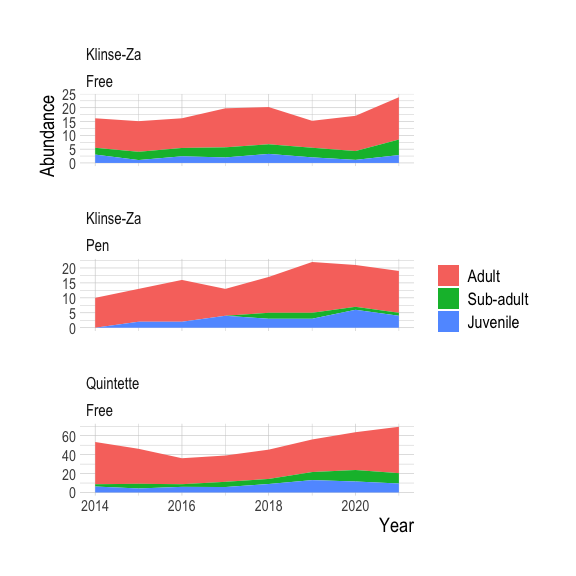 Klinse-Za
Free
Abundance
25
20
15
10
5
0
Klinse-Za
Pen
20
15
10
5
0
Adult
Sub-adult
Juvenile
Quintette
Free
60
40
20
0
2014 2016 2018 2020
Year